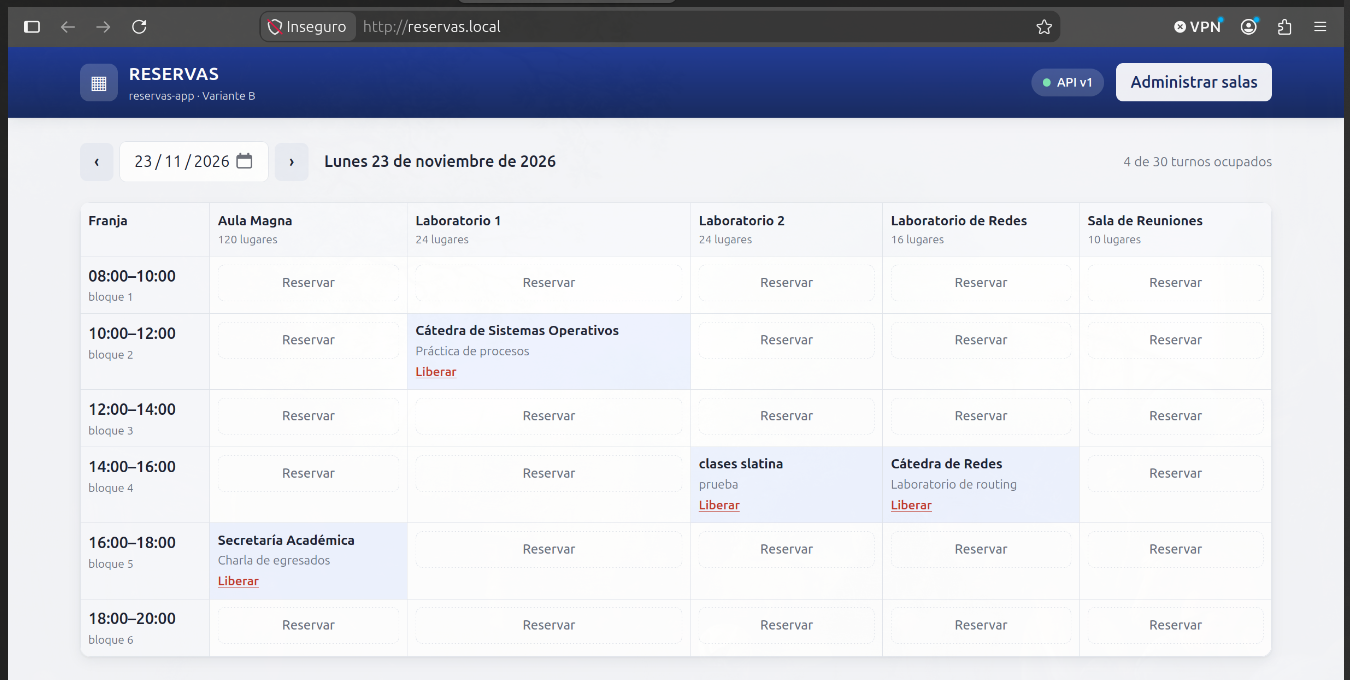 Inseguro http://reservas.local VPN
RESERVAS
reservas-app · Variante B
API v1
Administrar salas
‹ 23/11/2026 › Lunes 23 de noviembre de 2026 4 de 30 turnos ocupados
Franja Aula Magna Laboratorio 1 Laboratorio 2 Laboratorio de Redes Sala de Reuniones
120 lugares 24 lugares 24 lugares 16 lugares 10 lugares
08:00–10:00 Reservar Reservar Reservar Reservar Reservar
bloque 1
10:00–12:00 Reservar Cátedra de Sistemas Operativos Reservar Reservar Reservar
bloque 2 Práctica de procesos
Liberar
12:00–14:00 Reservar Reservar Reservar Reservar Reservar
bloque 3
14:00–16:00 Reservar Reservar clases slatina Cátedra de Redes Reservar
bloque 4 prueba Laboratorio de routing
Liberar Liberar
16:00–18:00 Secretaría Académica Reservar Reservar Reservar Reservar
bloque 5 Charla de egresados
Liberar
18:00–20:00 Reservar Reservar Reservar Reservar Reservar
bloque 6